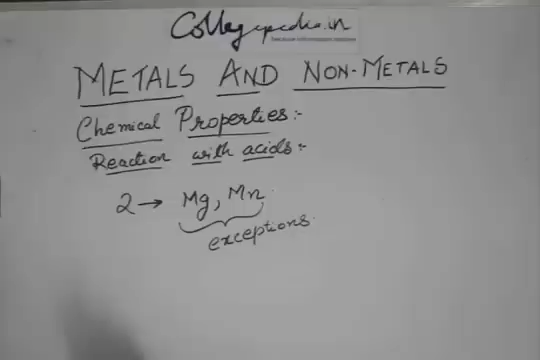 Collegepedia.in
METALS AND NON-METALS
Chemical Properties:-
Reaction with acids:-
2 → Mg, Mn
exceptions.